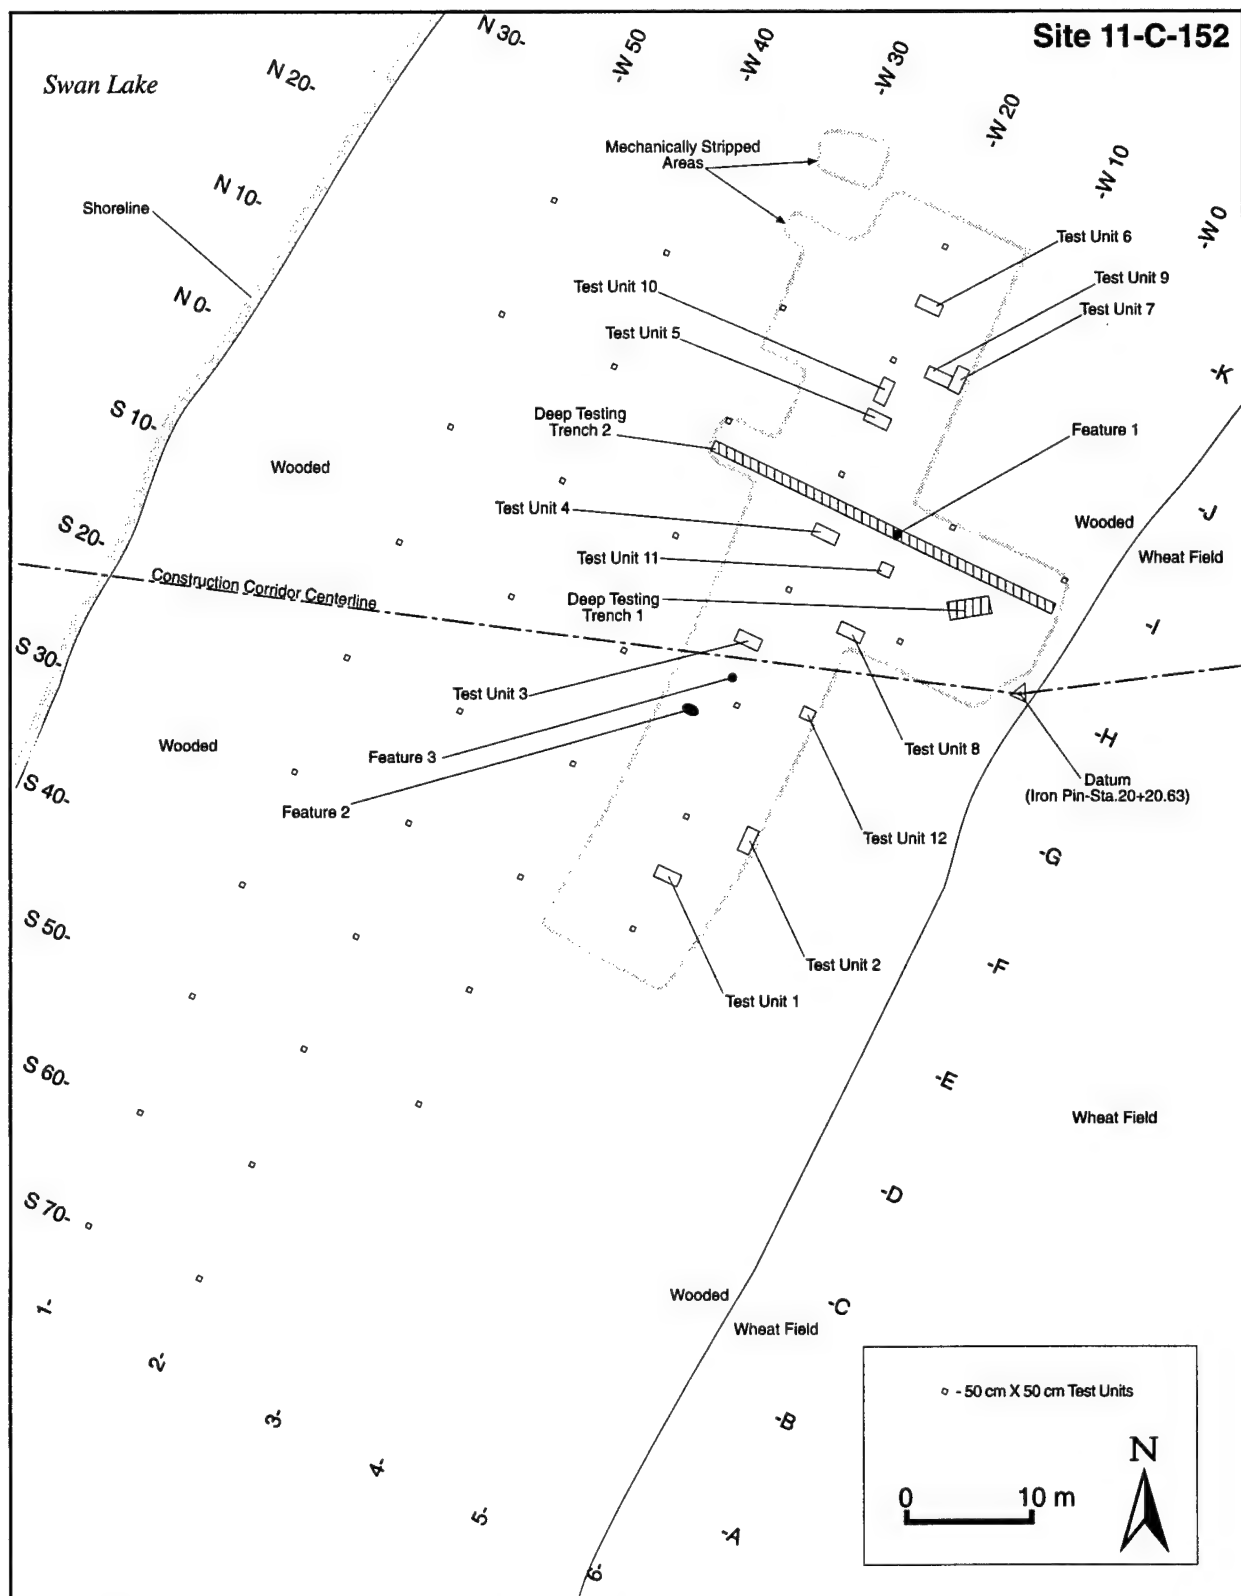 Site 11-C-152
Swan Lake
N 30-
N 20-
N 10-
N 0-
S 10-
S 20-
S 30-
S 40-
S 50-
S 60-
S 70-
-W 50
-W 40
-W 30
-W 20
-W 10
-W 0
Mechanically Stripped
Areas
Shoreline
Test Unit 6
Test Unit 9
Test Unit 7
Test Unit 10
Test Unit 5
Deep Testing
Trench 2
Feature 1
Wooded
Test Unit 4
Wooded
Wheat Field
Test Unit 11
Construction Corridor Centerline
Deep Testing
Trench 1
Test Unit 3
Wooded
Feature 3
Test Unit 8
Feature 2
Datum
(Iron Pin-Sta.20+20.63)
Test Unit 12
Test Unit 2
Test Unit 1
Wheat Field
Wooded
Wheat Field
-K
-J
-I
-H
-G
-F
-E
-D
-C
-B
-A
1-
2-
3-
4-
5-
6-
- 50 cm X 50 cm Test Units
N
0 10 m